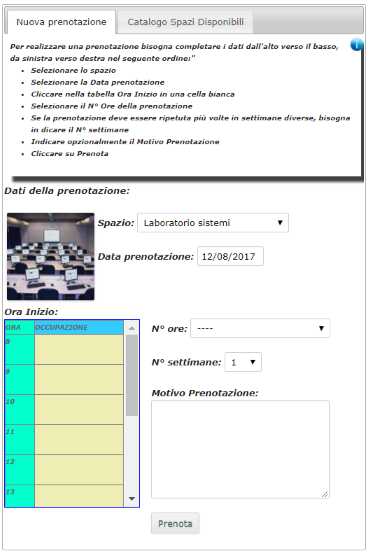 Nuova prenotazione
Catalogo Spazi Disponibili
Per realizzare una prenotazione bisogna completare i dati dall'alto verso il basso,
da sinistra verso destra nel seguente ordine:"
• Selezionare lo spazio
• Selezionare la Data prenotazione
• Cliccare nella tabella Ora Inizio in una cella bianca
• Selezionare il N° Ore della prenotazione
• Se la prenotazione deve essere ripetuta più volte in settimane diverse, bisogna
in dicare il N° settimane
• Indicare opzionalmente il Motivo Prenotazione
• Cliccare su Prenota
Dati della prenotazione:
Spazio: Laboratorio sistemi
Data prenotazione: 12/08/2017
Ora Inizio:
ORA OCCUPAZIONE
8
9
10
11
12
13
N° ore: ----
N° settimane: 1
Motivo Prenotazione:
Prenota